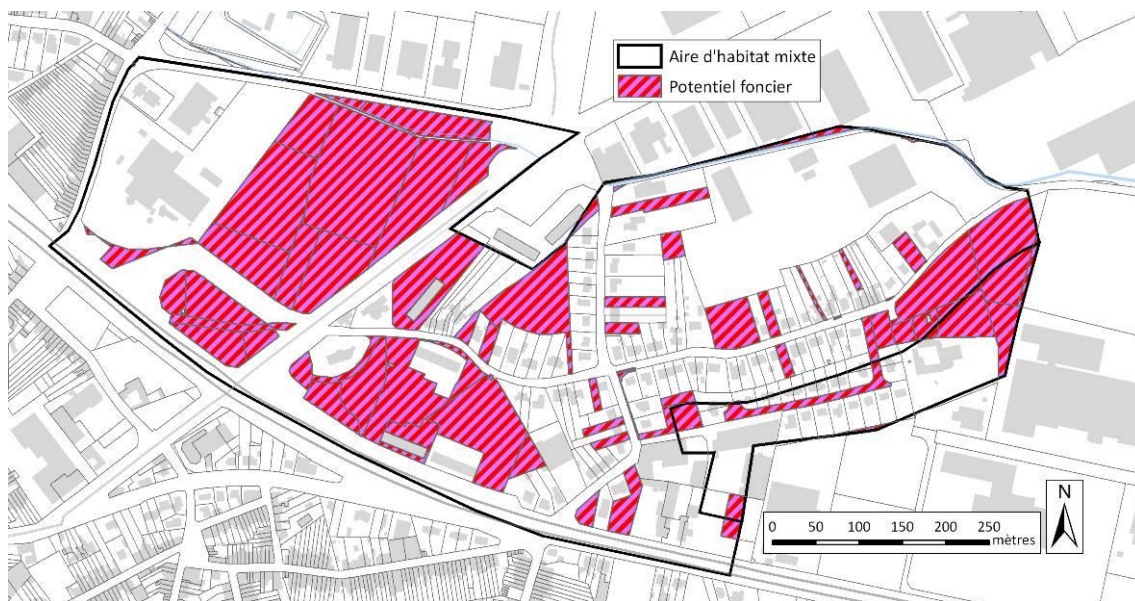 Aire d'habitat mixte
Potentiel foncier
N
0 50 100 150 200 250
mètres